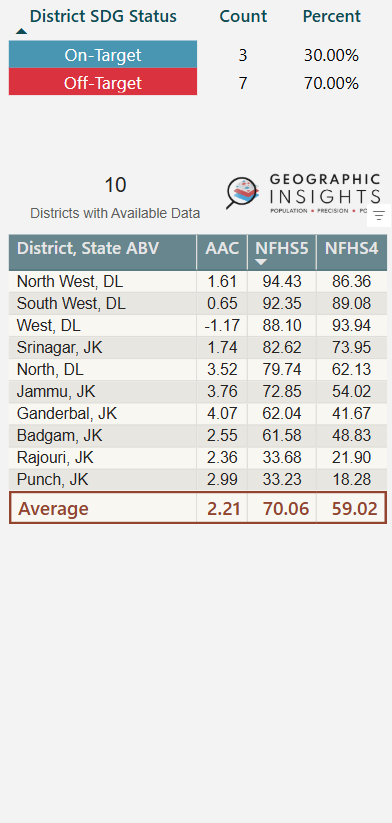 District SDG Status Count Percent
On-Target 3 30.00%
Off-Target 7 70.00%
10
Districts with Available Data
GEOGRAPHIC
INSIGHTS
POPULATION • PRECISION •
District, State ABV AAC NFHS5 NFHS4
North West, DL 1.61 94.43 86.36
South West, DL 0.65 92.35 89.08
West, DL -1.17 88.10 93.94
Srinagar, JK 1.74 82.62 73.95
North, DL 3.52 79.74 62.13
Jammu, JK 3.76 72.85 54.02
Ganderbal, JK 4.07 62.04 41.67
Badgam, JK 2.55 61.58 48.83
Rajouri, JK 2.36 33.68 21.90
Punch, JK 2.99 33.23 18.28
Average 2.21 70.06 59.02